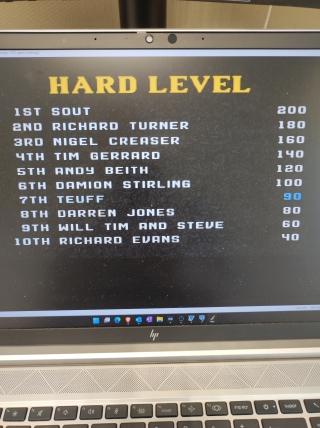 HARD LEVEL
1ST SOUT 200
2ND RICHARD TURNER 180
3RD NIGEL CREASER 160
4TH TIM GERRARD 140
5TH ANDY BEITH 120
6TH DAMION STIRLING 100
7TH TEUFF 90
8TH DARREN JONES 80
9TH WILL TIM AND STEVE 60
10TH RICHARD EVANS 40
hp